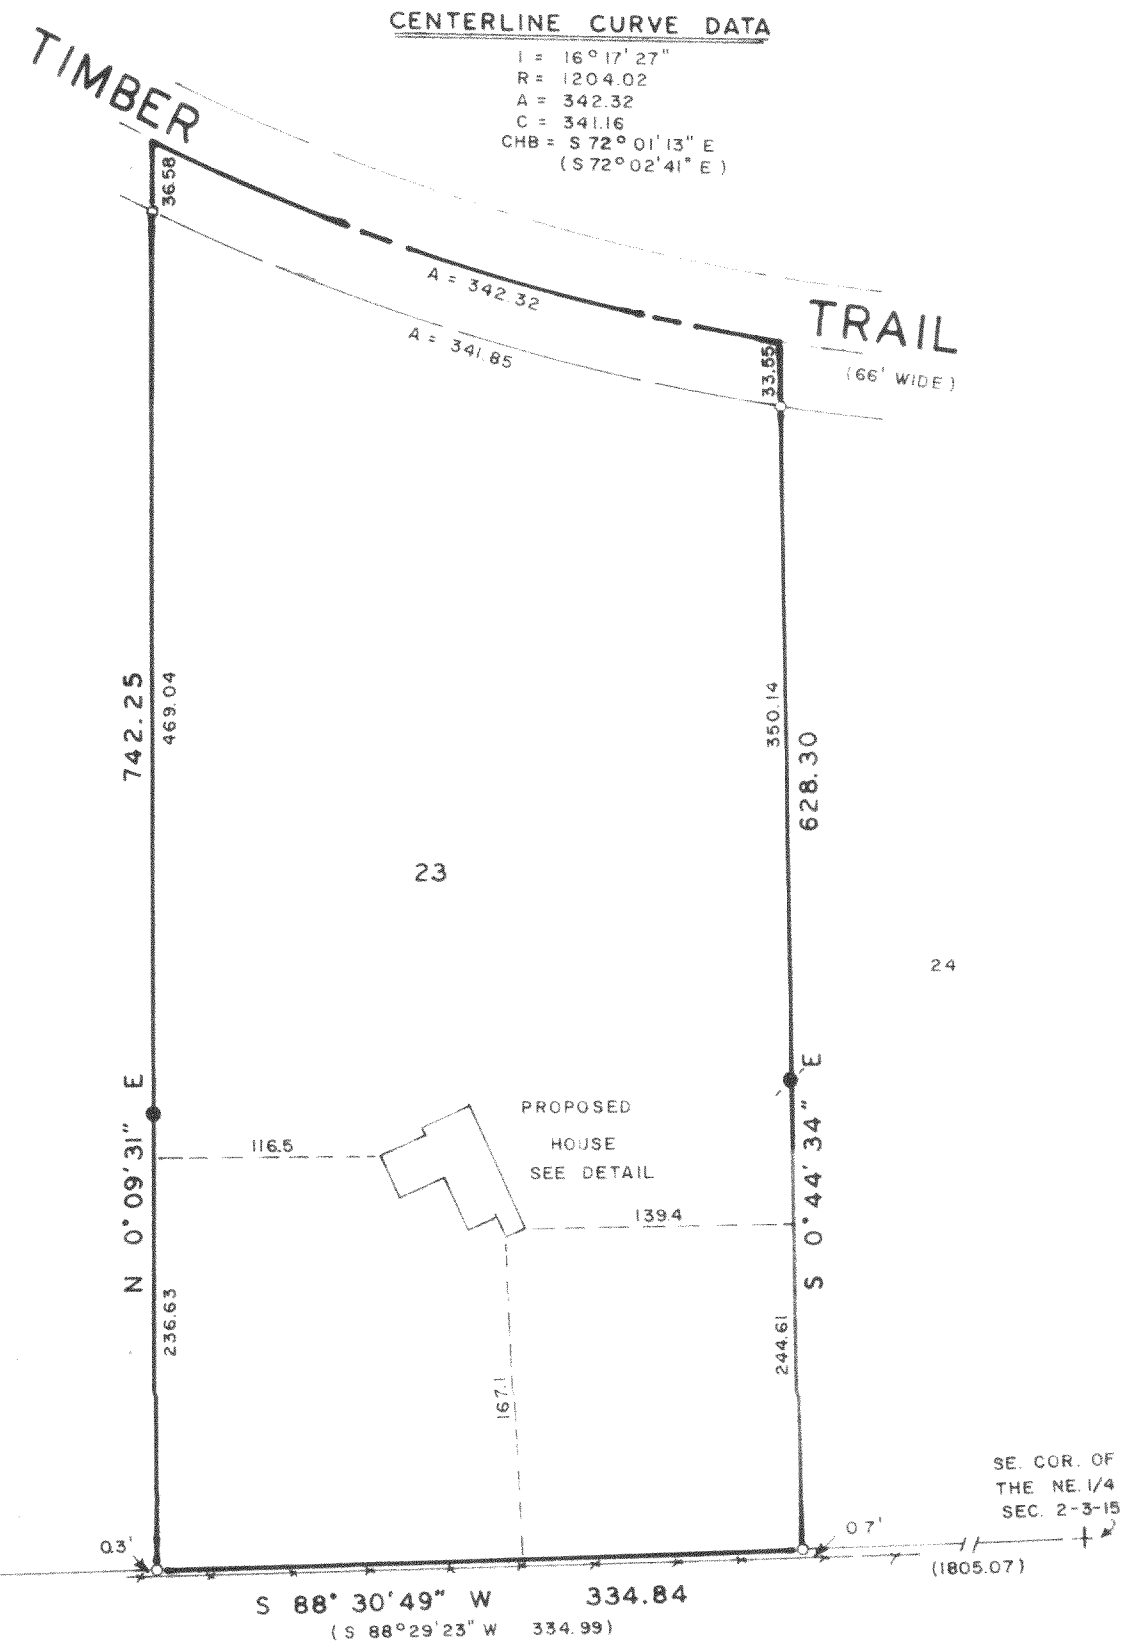 CENTERLINE CURVE DATA
I = 16° 17' 27"
R = 1204.02
A = 342.32
C = 341.16
CHB = S 72° 01' 13" E
(S 72° 02' 41" E)
TIMBER
36.58
A = 342.32
A = 341.85
TRAIL
(66' WIDE)
33.55
742.25
469.04
350.14
628.30
23
24
N 0° 09' 31" E
S 0° 44' 34" E
PROPOSED
HOUSE
SEE DETAIL
116.5
139.4
236.63
167.1
244.61
SE. COR. OF
THE NE. 1/4
SEC. 2-3-15
0.3'
0.7'
(1805.07)
S 88° 30' 49" W 334.84
(S 88° 29' 23" W 334.99)